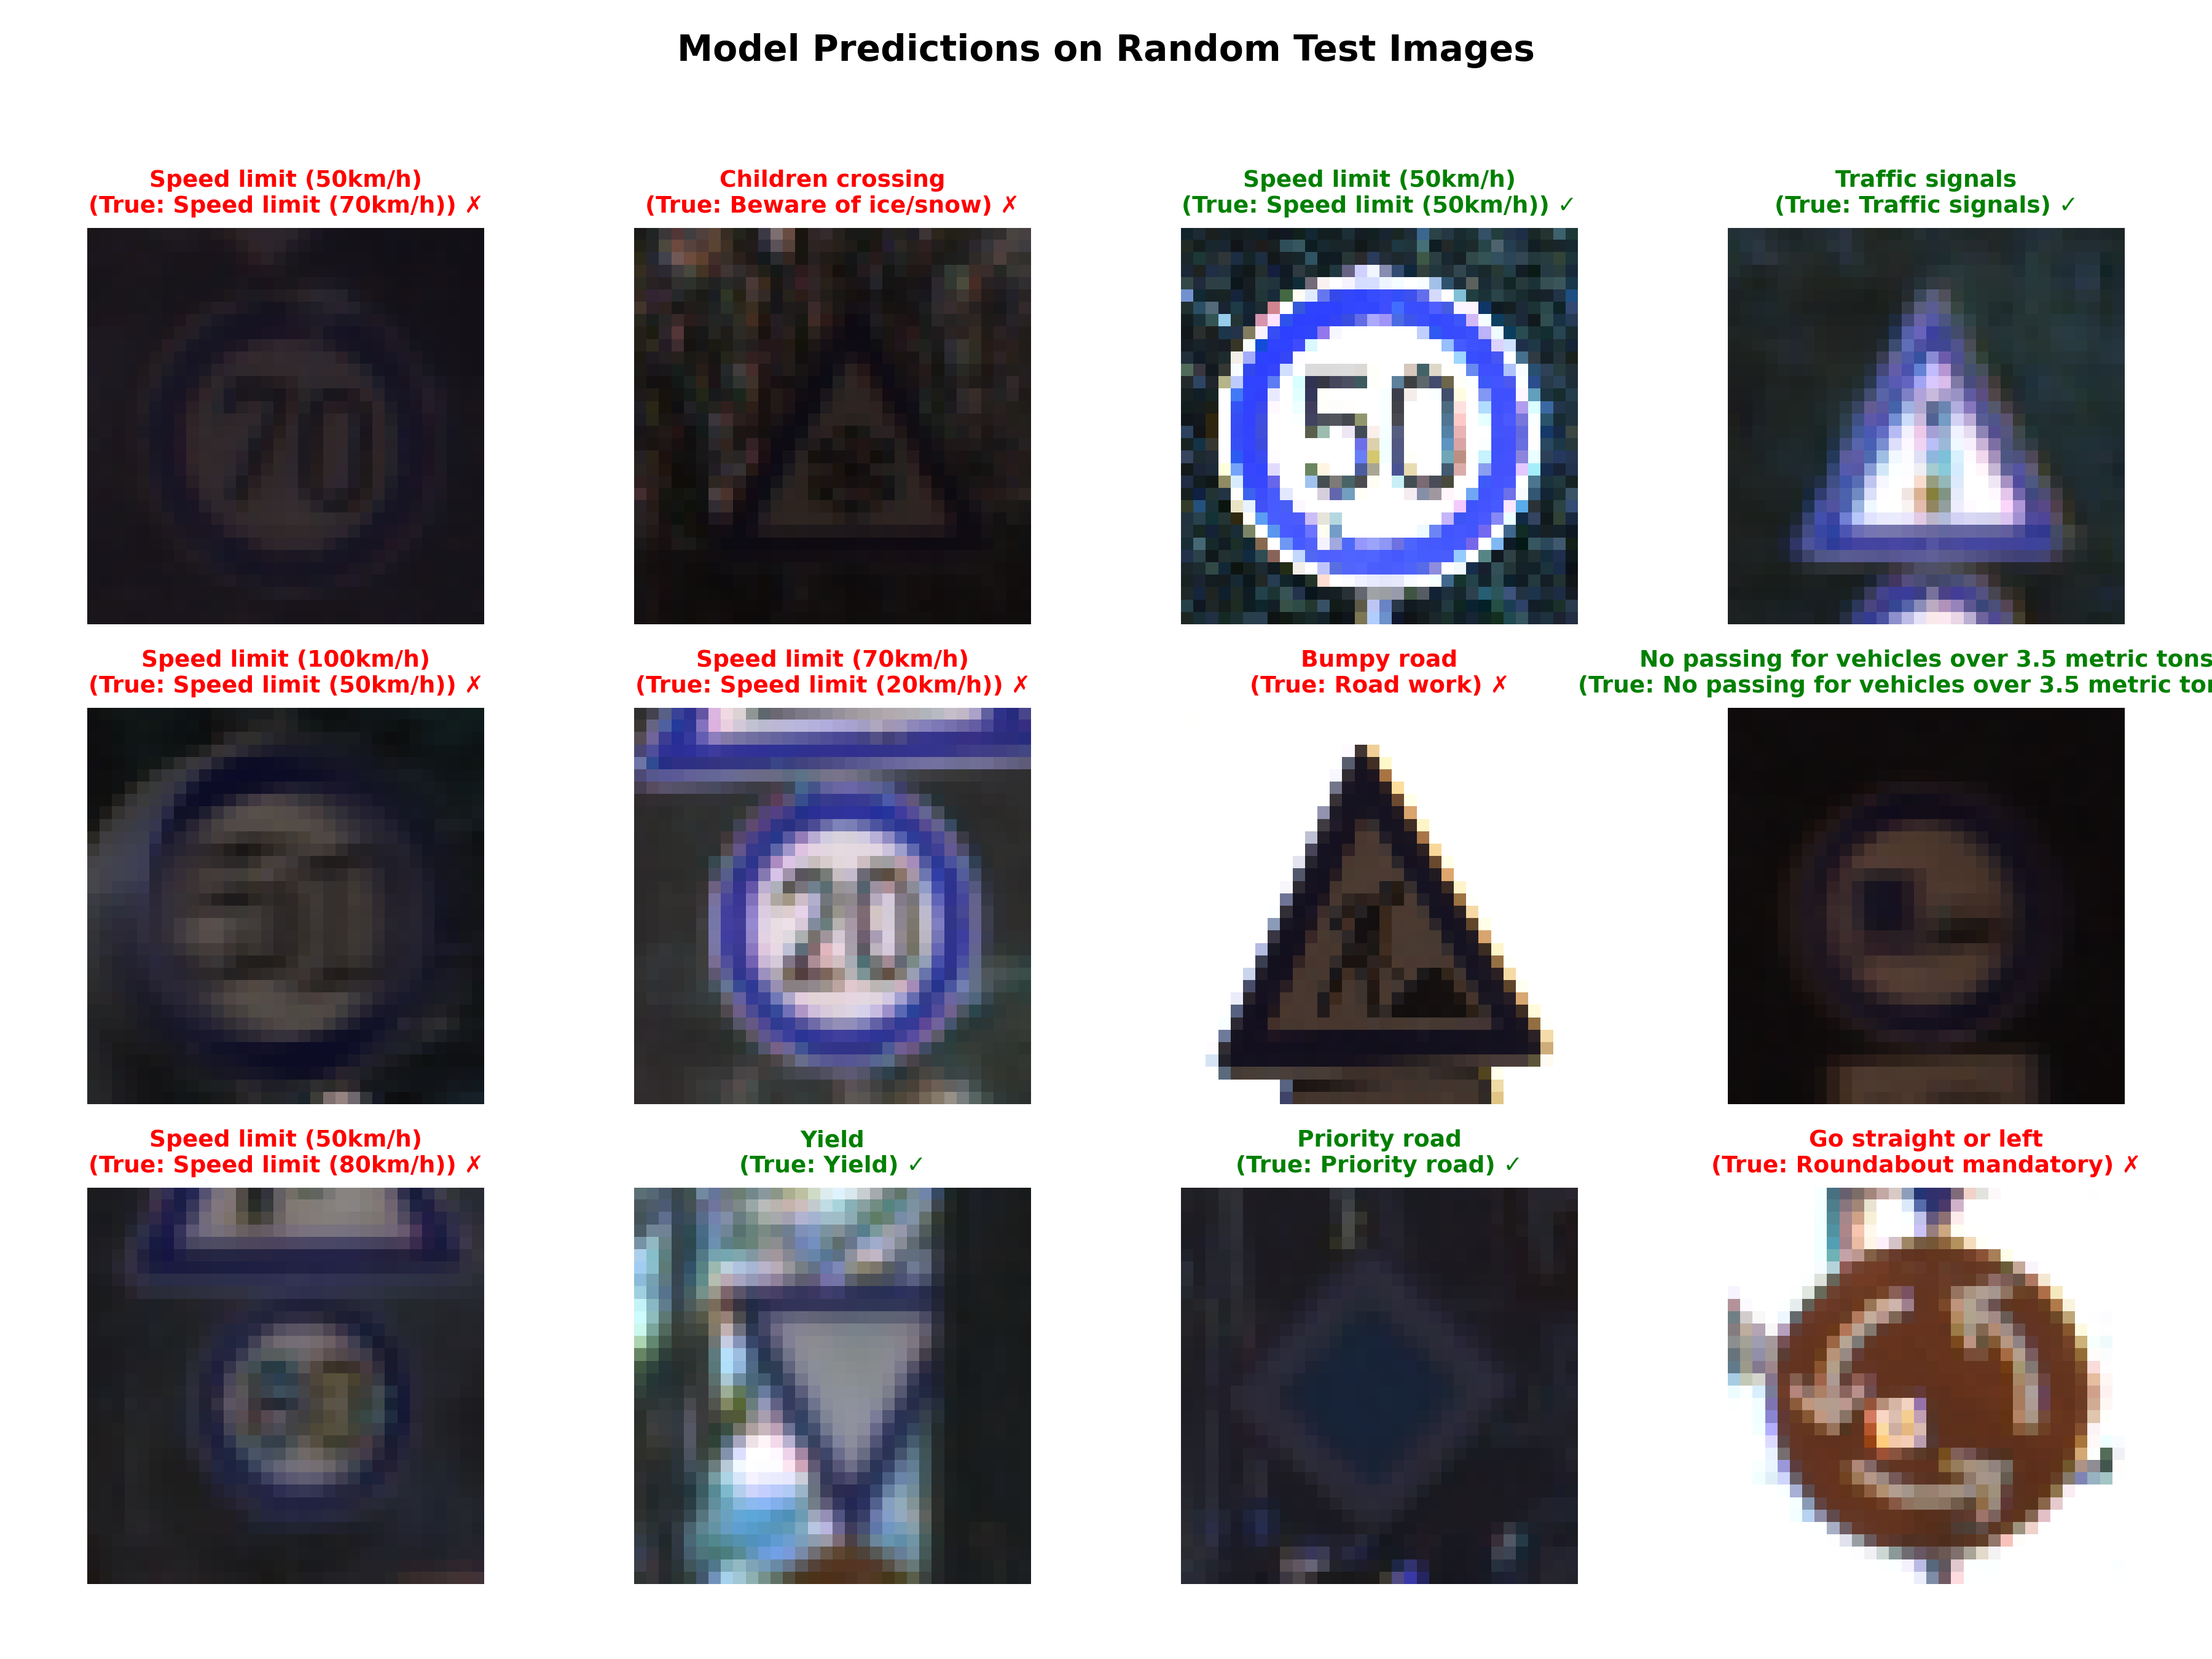 Model Predictions on Random Test Images
Speed limit (50km/h)
(True: Speed limit (70km/h)) ✗
Children crossing
(True: Beware of ice/snow) ✗
Speed limit (50km/h)
(True: Speed limit (50km/h)) ✓
Traffic signals
(True: Traffic signals) ✓
70
50
Speed limit (100km/h)
(True: Speed limit (50km/h)) ✗
Speed limit (70km/h)
(True: Speed limit (20km/h)) ✗
Bumpy road
(True: Road work) ✗
No passing for vehicles over 3.5 metric tons
(True: No passing for vehicles over 3.5 metric
20
Speed limit (50km/h)
(True: Speed limit (80km/h)) ✗
Yield
(True: Yield) ✓
Priority road
(True: Priority road) ✓
Go straight or left
(True: Roundabout mandatory) ✗